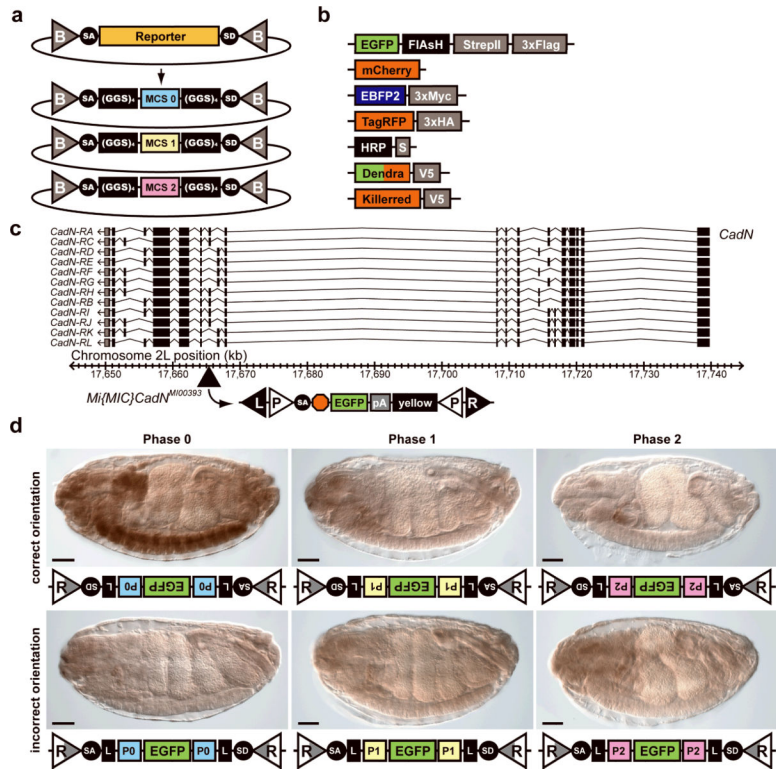 a
B SA Reporter SD B
B SA (GGS)₄ MCS 0 (GGS)₄ SD B
B SA (GGS)₄ MCS 1 (GGS)₄ SD B
B SA (GGS)₄ MCS 2 (GGS)₄ SD B
b
EGFP FlAsH StrepII 3xFlag
mCherry
EBFP2 3xMyc
TagRFP 3xHA
HRP S
Dendra V5
Killerred V5
c
CadN
CadN-RA
CadN-RC
CadN-RD
CadN-RE
CadN-RF
CadN-RG
CadN-RH
CadN-RB
CadN-RI
CadN-RJ
CadN-RK
CadN-RL
Chromosome 2L position (kb)
17,650 17,660 17,670 17,680 17,690 17,700 17,710 17,720 17,730 17,740
Mi{MIC}CadN^MI00393
L P SA EGFP pA yellow P R
d
Phase 0 Phase 1 Phase 2
correct orientation
R SD L P0 EGFP P0 L SA R
R SD L P1 EGFP P1 L SA R
R SD L P2 EGFP P2 L SA R
incorrect orientation
R SA L P0 EGFP P0 L SD R
R SA L P1 EGFP P1 L SD R
R SA L P2 EGFP P2 L SD R